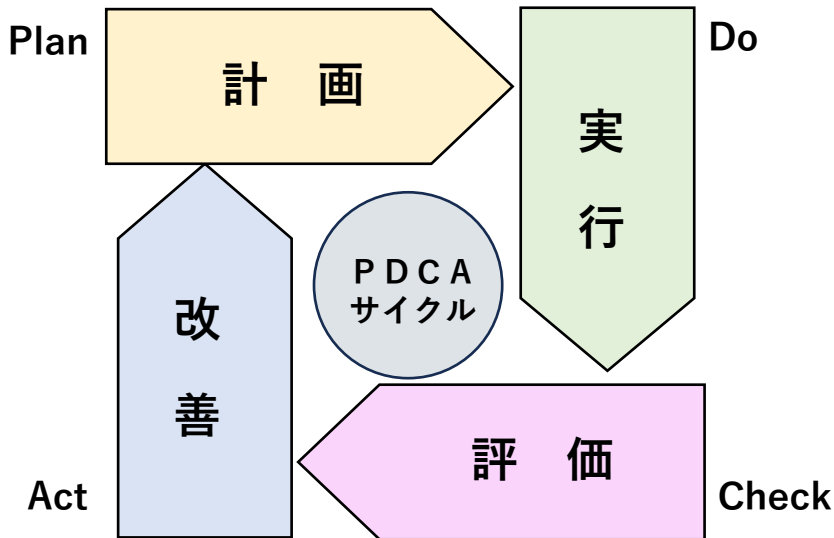 Plan
計　画
Do
実
行
ＰＤＣＡ
サイクル
改
善
Act
評　価
Check